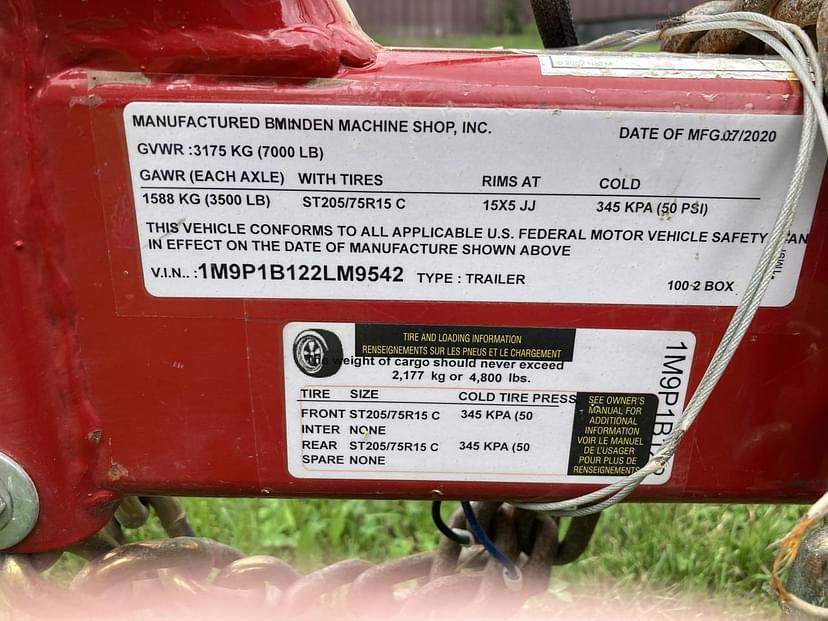 MANUFACTURED BMINDEN MACHINE SHOP, INC. DATE OF MFG.:07/2020
GVWR :3175 KG (7000 LB)
GAWR (EACH AXLE) WITH TIRES RIMS AT COLD
1588 KG (3500 LB) ST205/75R15 C 15X5 JJ 345 KPA (50 PSI)
THIS VEHICLE CONFORMS TO ALL APPLICABLE U.S. FEDERAL MOTOR VEHICLE SAFETY
IN EFFECT ON THE DATE OF MANUFACTURE SHOWN ABOVE
V.I.N.. :1M9P1B122LM9542 TYPE : TRAILER 100 2 BOX
TIRE AND LOADING INFORMATION
RENSEIGNEMENTS SUR LES PNEUS ET LE CHARGEMENT
The weight of cargo should never exceed
2,177 kg or 4,800 lbs.
TIRE SIZE COLD TIRE PRESS
FRONT ST205/75R15 C 345 KPA (50
INTER NONE
REAR ST205/75R15 C 345 KPA (50
SPARE NONE
SEE OWNER'S
MANUAL FOR
ADDITIONAL
INFORMATION
VOIR LE MANUEL
DE L'USAGER
POUR PLUS DE
RENSEIGNEMENTS
1M9P1B1